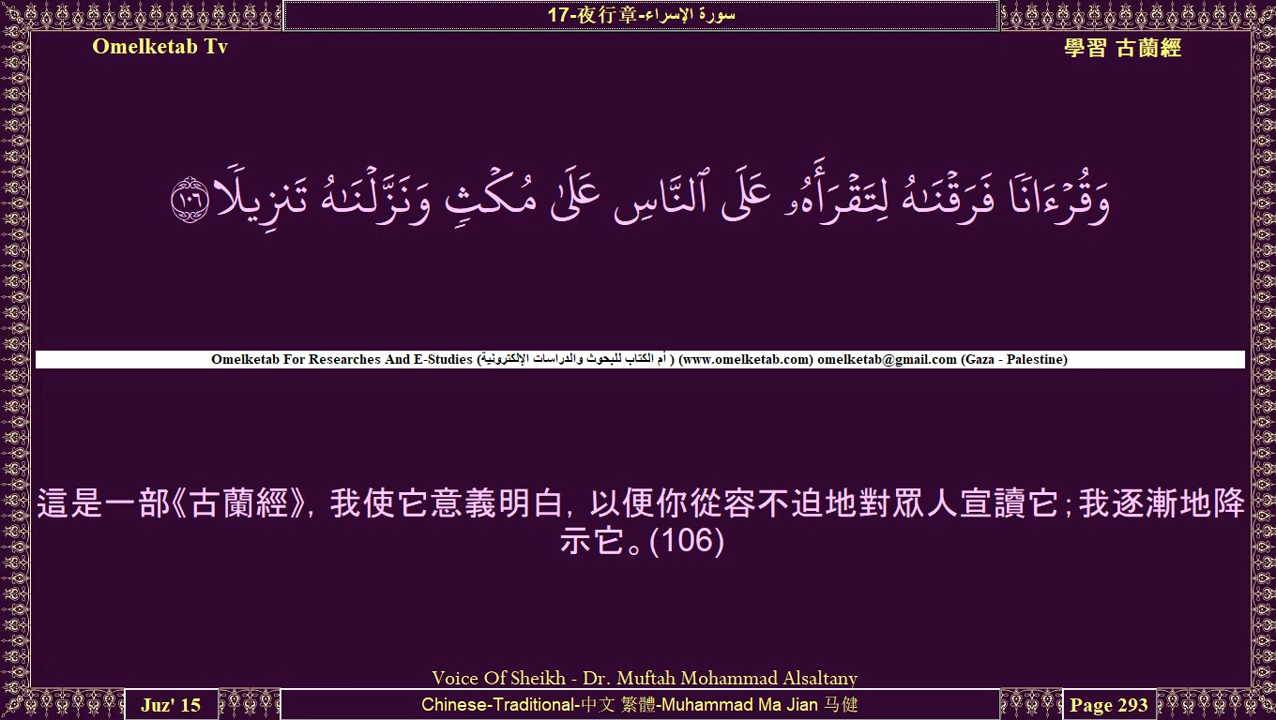 17-夜行章-سورة الإسراء
Omelketab Tv
學習 古蘭經
وَقُرْءَانًا فَرَقْنَـٰهُ لِتَقْرَأَهُۥ عَلَى ٱلنَّاسِ عَلَىٰ مُكْثٍ وَنَزَّلْنَـٰهُ تَنزِيلًا ١٠٦
Omelketab For Researches And E-Studies (أم الكتاب للبحوث والدراسات الإلكترونية ) (www.omelketab.com) omelketab@gmail.com (Gaza - Palestine)
這是一部《古蘭經》, 我使它意義明白, 以便你從容不迫地對眾人宣讀它;我逐漸地降
示它。(106)
Voice Of Sheikh - Dr. Muftah Mohammad Alsaltany
Juz' 15
Chinese-Traditional-中文 繁體-Muhammad Ma Jian 马健
Page 293